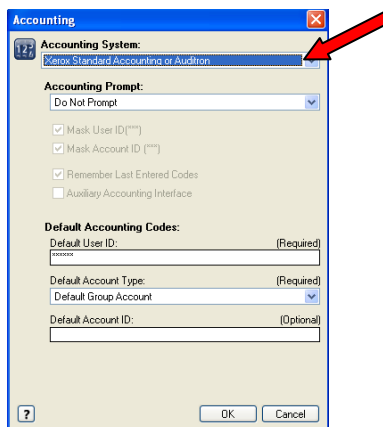 Accounting
123
Accounting System:
Xerox Standard Accounting or Auditron
Accounting Prompt:
Do Not Prompt
Mask User ID(***)
Mask Account ID (***)
Remember Last Entered Codes
Auxiliary Accounting Interface
Default Accounting Codes:
Default User ID: (Required)
******
Default Account Type: (Required)
Default Group Account
Default Account ID: (Optional)
? OK Cancel